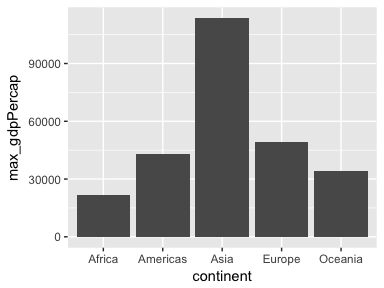 max_gdpPercap
90000
60000
30000
0
Africa Americas Asia Europe Oceania
continent